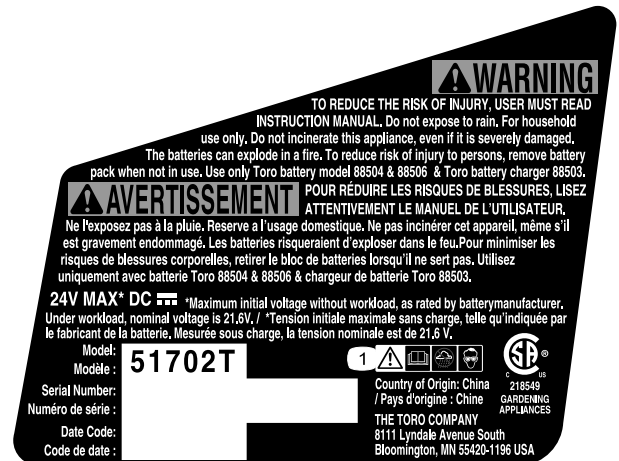 WARNING
TO REDUCE THE RISK OF INJURY, USER MUST READ
INSTRUCTION MANUAL. Do not expose to rain. For household
use only. Do not incinerate this appliance, even if it is severely damaged.
The batteries can explode in a fire. To reduce risk of injury to persons, remove battery
pack when not in use. Use only Toro battery model 88504 & 88506 & Toro battery charger 88503.
AVERTISSEMENT POUR RÉDUIRE LES RISQUES DE BLESSURES, LISEZ
ATTENTIVEMENT LE MANUEL DE L'UTILISATEUR.
Ne l'exposez pas à la pluie. Reserve a l'usage domestique. Ne pas incinérer cet appareil, même s'il
est gravement endommagé. Les batteries risqueraient d'exploser dans le feu.Pour minimiser les
risques de blessures corporelles, retirer le bloc de batteries lorsqu'il ne sert pas. Utilisez
uniquement avec batterie Toro 88504 & 88506 & chargeur de batterie Toro 88503.
24V MAX* DC *Maximum initial voltage without workload, as rated by batterymanufacturer.
Under workload, nominal voltage is 21.6V. / *Tension initiale maximale sans charge, telle qu'indiquée par
le fabricant de la batterie. Mesurée sous charge, la tension nominale est de 21.6 V.
Model: 51702T
Modèle :
Serial Number:
Numéro de série :
Date Code:
Code de date :
1
Country of Origin: China
/ Pays d'origine : Chine
THE TORO COMPANY
8111 Lyndale Avenue South
Bloomington, MN 55420-1196 USA
SA ®
C US
218549
GARDENING
APPLIANCES